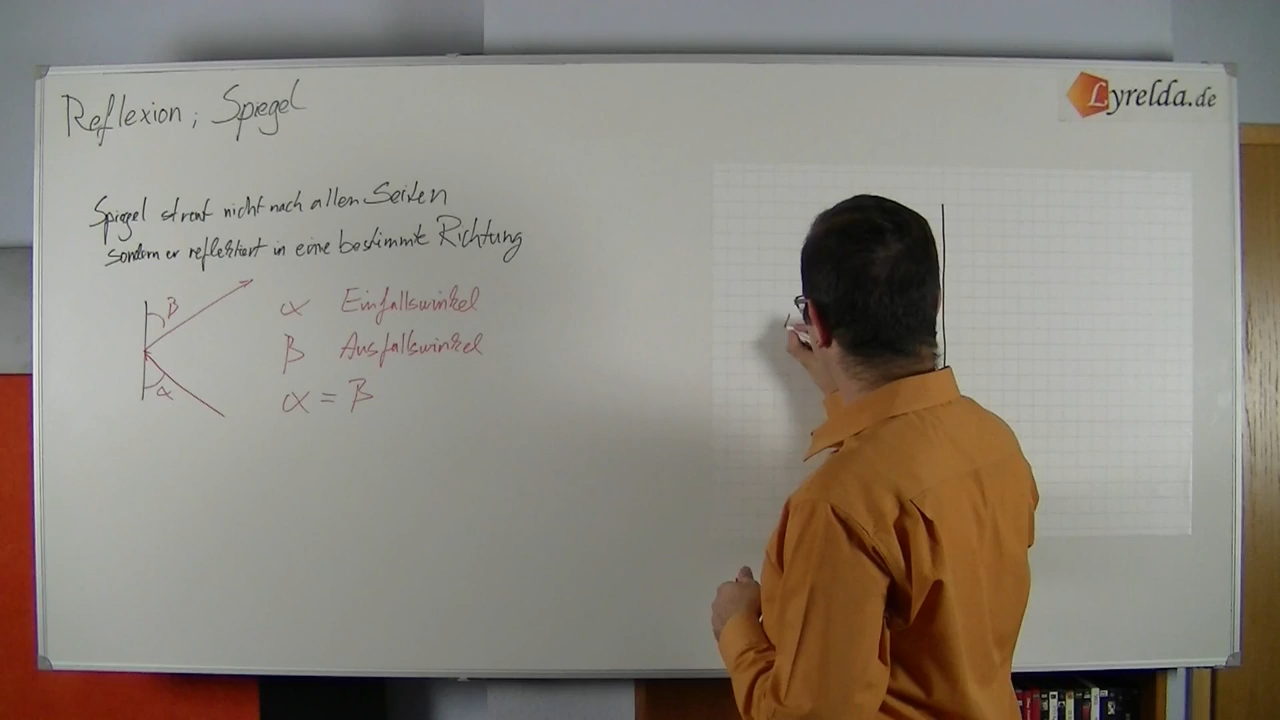 Reflexion; Spiegel
Lyrelda.de
Spiegel streut nicht nach allen Seiten
sondern er reflektiert in eine bestimmte Richtung
β
α
α Einfallswinkel
β Ausfallswinkel
α = β